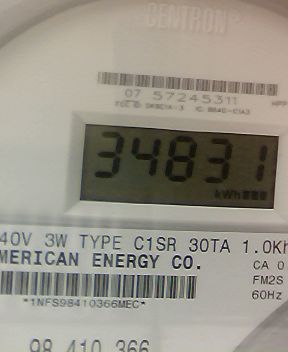 CENTRON
07 57245311
34831
kWh
40V 3W TYPE C1SR 30TA 1.0Kh
MERICAN ENERGY CO.
CA 0
FM2S
*1NFS98410366MEC*
60Hz
98 410 366